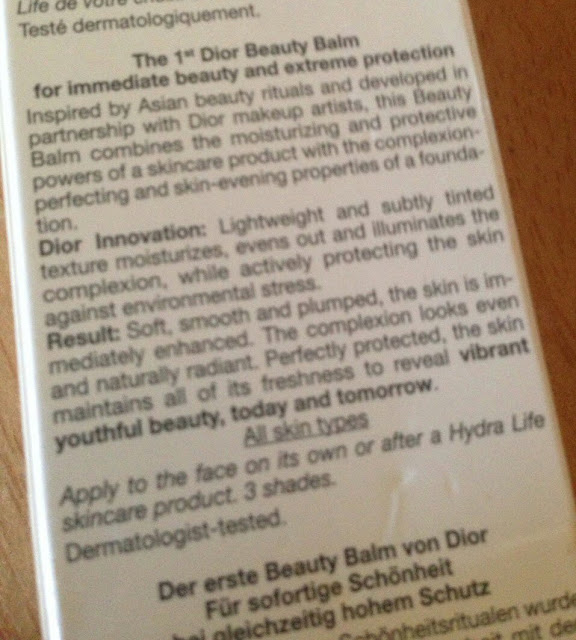 Life de votre
Testé dermatologiquement.
The 1st Dior Beauty Balm
for immediate beauty and extreme protection
Inspired by Asian beauty rituals and developed in
partnership with Dior makeup artists, this Beauty
Balm combines the moisturizing and protective
powers of a skincare product with the complexion-
perfecting and skin-evening properties of a founda-
tion.
Dior Innovation: Lightweight and subtly tinted
texture moisturizes, evens out and illuminates the
complexion, while actively protecting the skin
against environmental stress.
Result: Soft, smooth and plumped, the skin is im-
mediately enhanced. The complexion looks even
and naturally radiant. Perfectly protected, the skin
maintains all of its freshness to reveal vibrant
youthful beauty, today and tomorrow.
All skin types
Apply to the face on its own or after a Hydra Life
skincare product. 3 shades.
Dermatologist-tested.
Der erste Beauty Balm von Dior
Für sofortige Schönheit
bei gleichzeitig hohem Schutz
Schönheitsritualen wurde
mit den